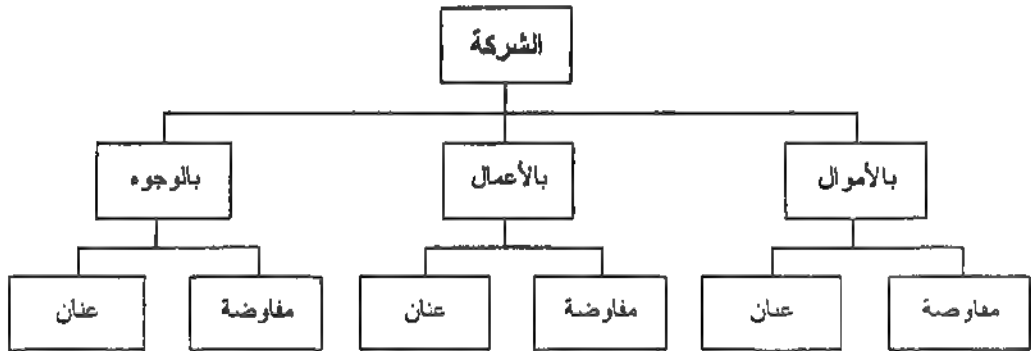 الشركة
بالأموال
بالأعمال
بالوجوه
مفاوضة
عنان
مفاوضة
عنان
مفاوضة
عنان